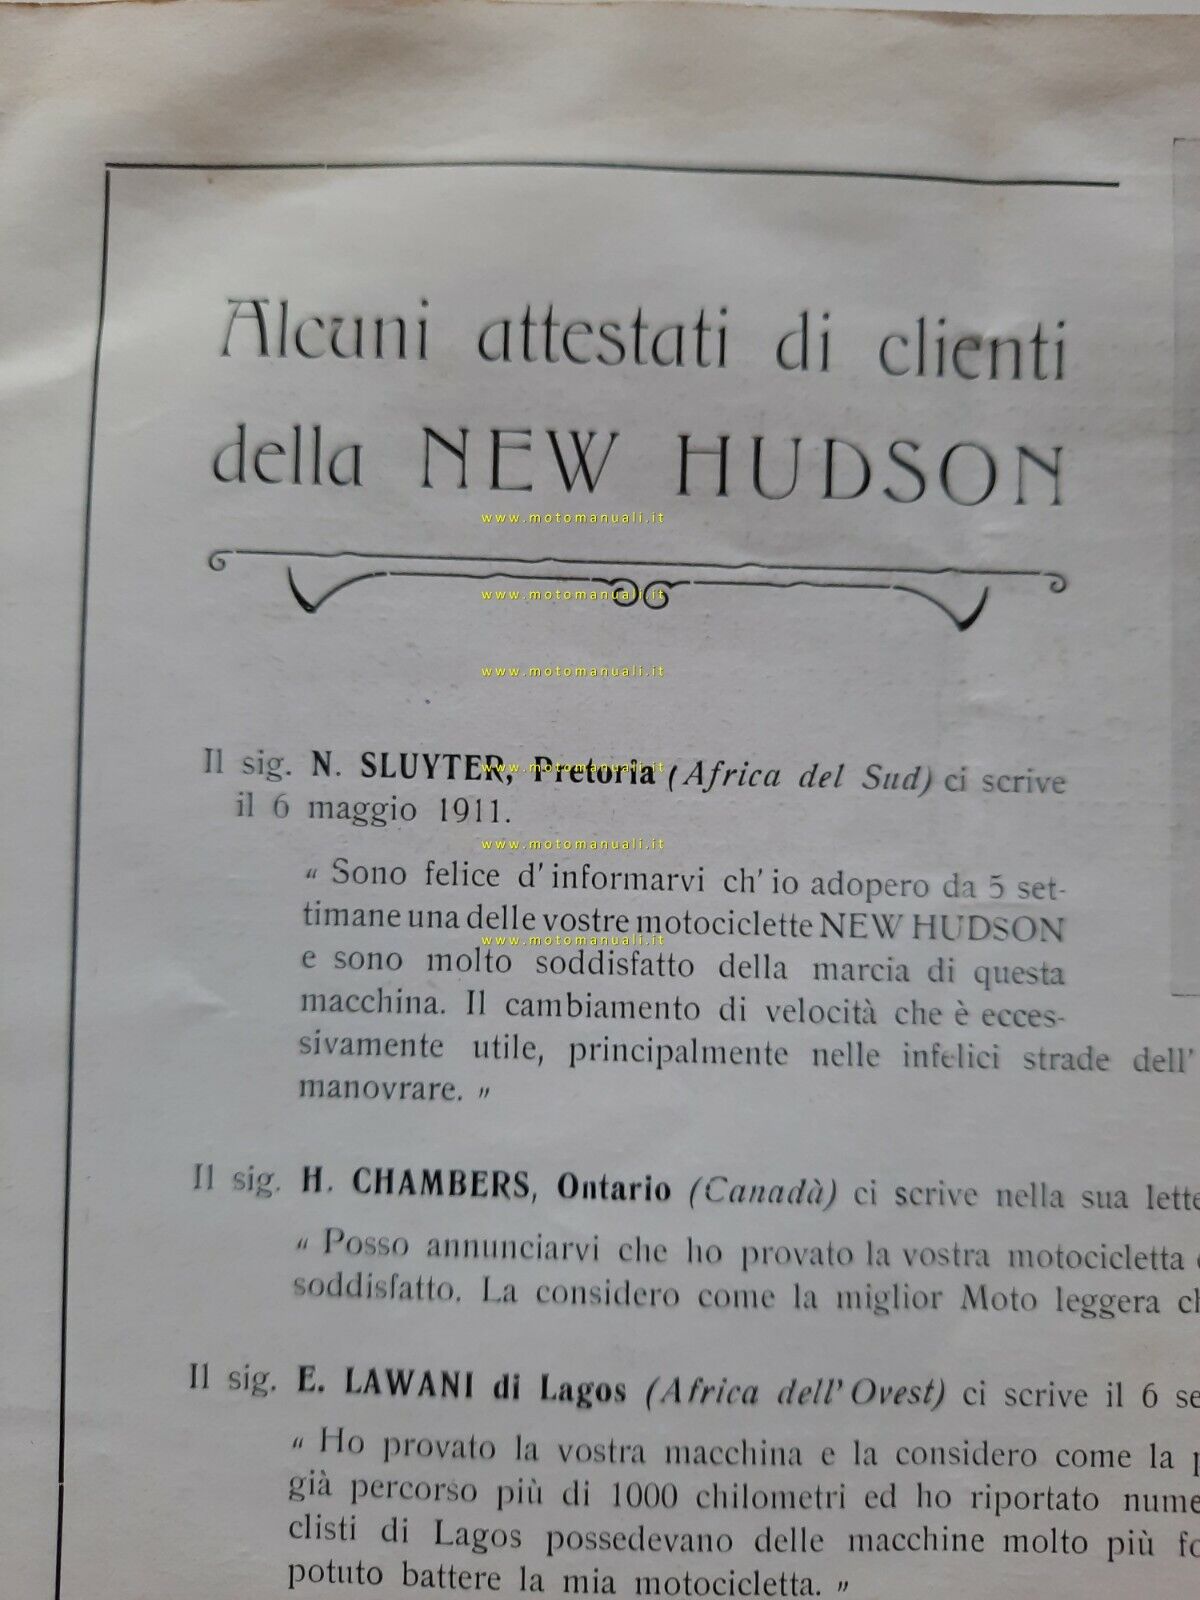 Alcuni attestati di clienti
della NEW HUDSON
www.motomanuali.it
www.motomanuali.it
www.motomanuali.it
Il sig. N. SLUYTER, Pretoria (Africa del Sud) ci scrive
www.motomanuali.it
il 6 maggio 1911.
www.motomanuali.it
" Sono felice d' informarvi ch' io adopero da 5 set-
timane una delle vostre motociclette NEW HUDSON
www.motomanuali.it
e sono molto soddisfatto della marcia di questa
macchina. Il cambiamento di velocità che è ecces-
sivamente utile, principalmente nelle infelici strade dell'
manovrare. "
Il sig. H. CHAMBERS, Ontario (Canadà) ci scrive nella sua
" Posso annunciarvi che ho provato la vostra motocicletta
soddisfatto. La considero come la miglior Moto leggera
Il sig. E. LAWANI di Lagos (Africa dell' Ovest) ci scrive il 6
" Ho provato la vostra macchina e la considero come la
già percorso più di 1000 chilometri ed ho riportato
clisti di Lagos possedevano delle macchine molto più
potuto battere la mia motocicletta. "